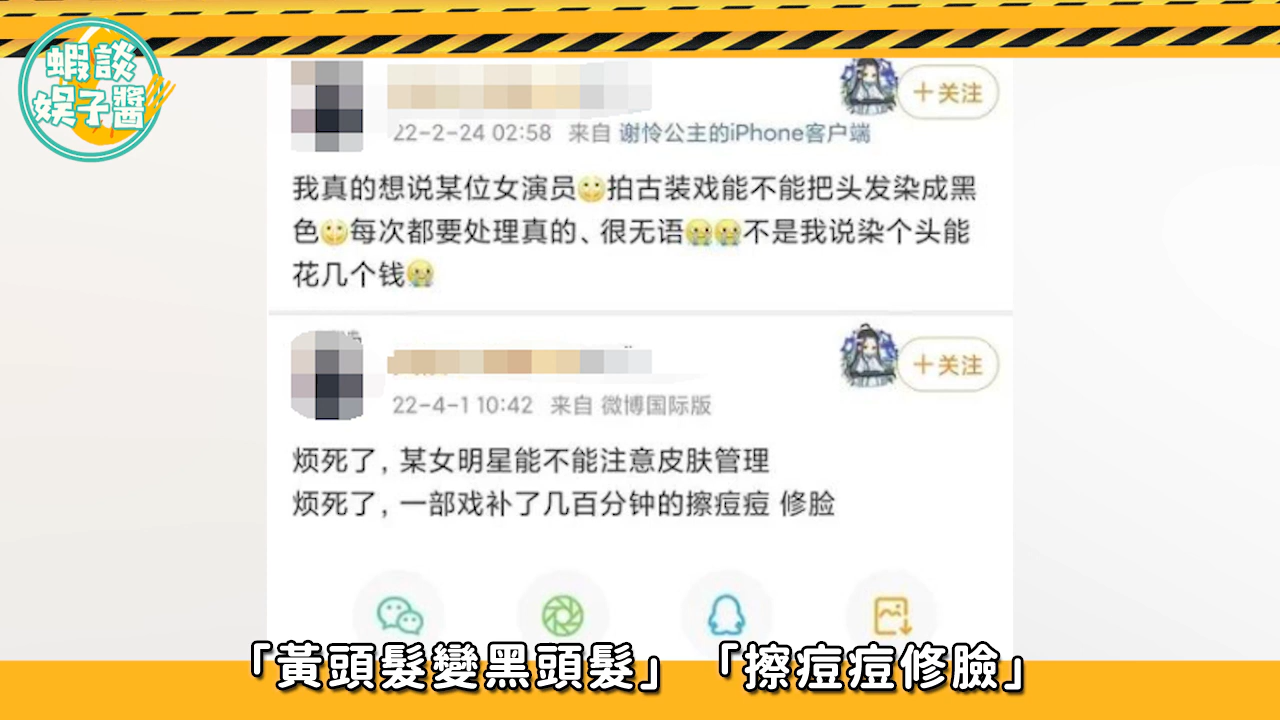 蝦談
娱子醬
十关注
22-2-24 02:58 来自 谢怜公主的iPhone客户端
我真的想说某位女演员🙂拍古装戏能不能把头发染成黑
色🙂每次都要处理真的、很无语😭😭不是我说染个头能
花几个钱😭
十关注
22-4-1 10:42 来自 微博国际版
烦死了，某女明星能不能注意皮肤管理
烦死了，一部戏补了几百分钟的擦痘痘 修脸
「黃頭髮變黑頭髮」「擦痘痘修臉」